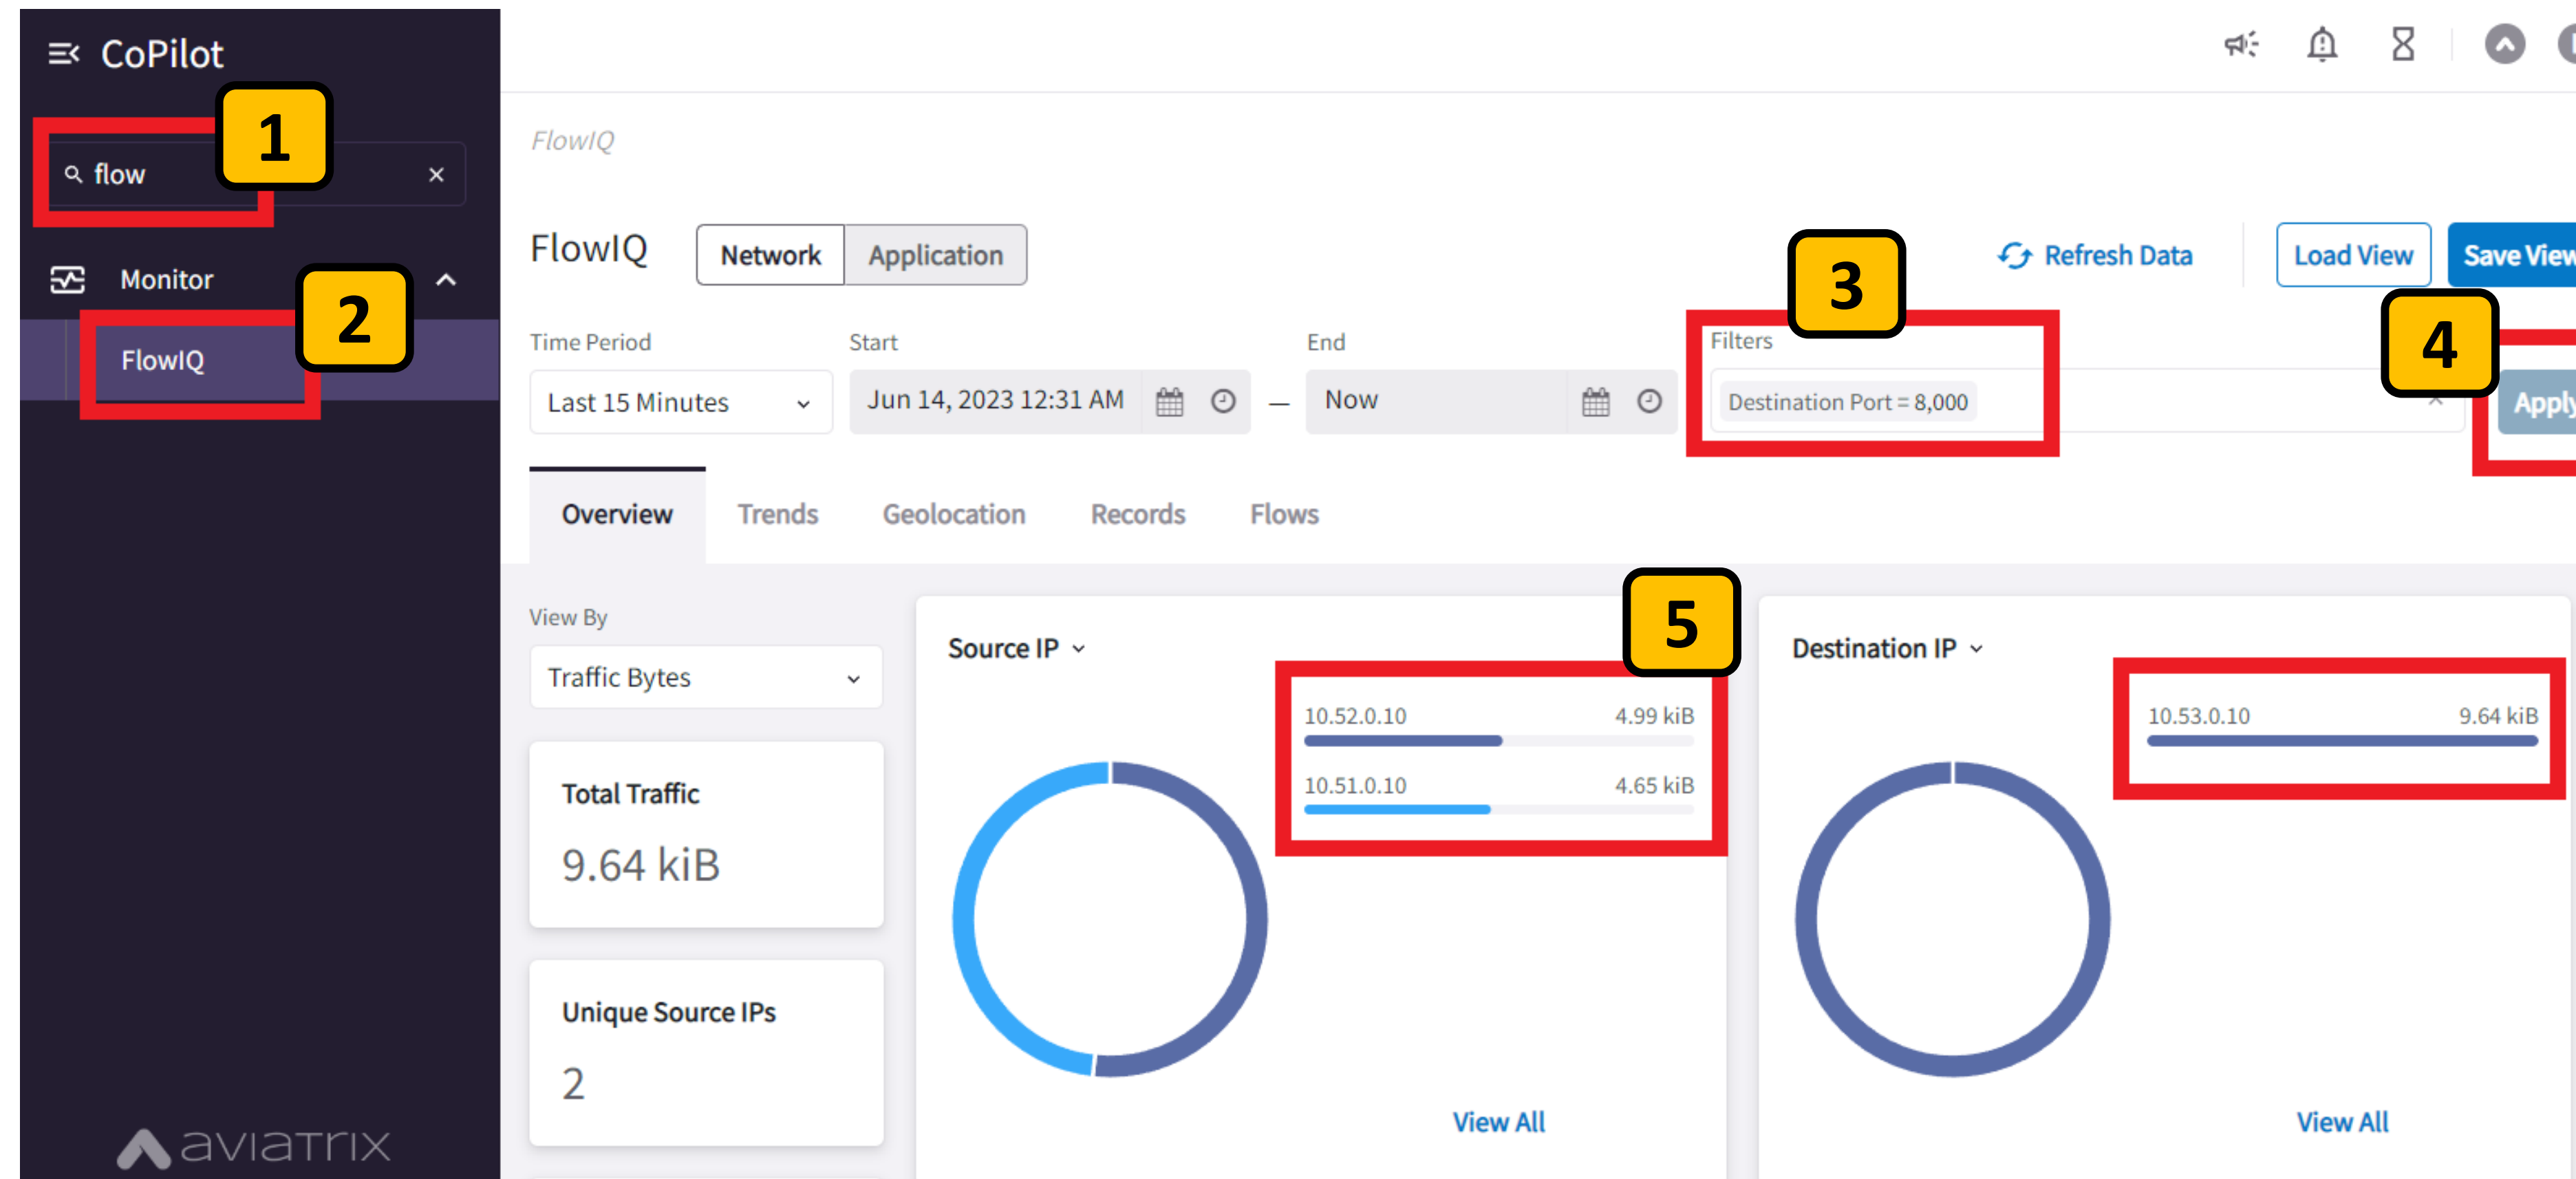 CoPilot
1
flow
FlowIQ
FlowIQ
Network
Application
3
Refresh Data
Load View
Save View
Monitor
2
FlowIQ
4
Time Period
Start
End
Filters
Last 15 Minutes
Jun 14, 2023 12:31 AM
—
Now
Destination Port = 8,000
Apply
Overview
Trends
Geolocation
Records
Flows
View By
Traffic Bytes
Total Traffic
9.64 kiB
Unique Source IPs
2
5
Source IP
10.52.0.10 4.99 kiB
10.51.0.10 4.65 kiB
View All
Destination IP
10.53.0.10 9.64 kiB
View All
aviatrix